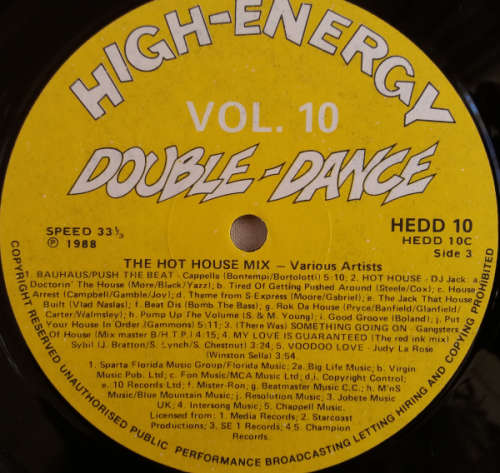 HIGH-ENERGY
VOL. 10
DOUBLE-DANCE
SPEED 33⅓
Ⓟ 1988
HEDD 10
HEDD 10C
Side 3
THE HOT HOUSE MIX – Various Artists
1. BAUHAUS/PUSH THE BEAT - Cappella (Bontempi/Bortolotti) 5:10; 2. HOT HOUSE - DJ Jack: a.
Doctorin' The House (More/Black/Yazz); b. Tired Of Getting Pushed Around (Steele/Cox); c. House
Arrest (Campbell/Gamble/Joy); d. Theme from S-Express (Moore/Gabriel); e. The Jack That House
Built (Vlad Naslas); f. Beat Dis (Bomb The Bass); g. Rok Da House (Pryce/Banfield/Glanfield/
Carter/Walmsley); h. Pump Up The Volume (S. & M. Young); i. Good Groove (Boland); j. Put
Your House In Order (Gammons) 5:11; 3. (There Was) SOMETHING GOING ON - Gangsters
Of House (Mix master B/H.T.P.) 4:15; 4. MY LOVE IS GUARANTEED (The red ink mix)
Sybil (J. Bratton/S. Lynch/S. Chestnut) 3:24, 5. VOODOO LOVE - Judy La Rose
(Winston Sella) 3:54
1. Sparta Florida Music Group/Florida Music; 2a. Big Life Music; b. Virgin
Music Pub. Ltd; c. Fon Music/MCA Music Ltd; d,i. Copyright Control;
e. 10 Records Ltd; f. Mister-Ron; g. Beatmaster Music C.C.; h. M'nS
Music/Blue Mountain Music; j. Resolution Music; 3. Jobete Music
UK; 4. Intersong Music; 5. Chappell Music.
Licensed from: 1. Media Records; 2. Starcoast
Productions; 3. SE 1 Records; 4. 5. Champion
Records.
COPYRIGHT RESERVED UNAUTHORISED PUBLIC PERFORMANCE BROADCASTING LETTING HIRING AND COPYING PROHIBITED